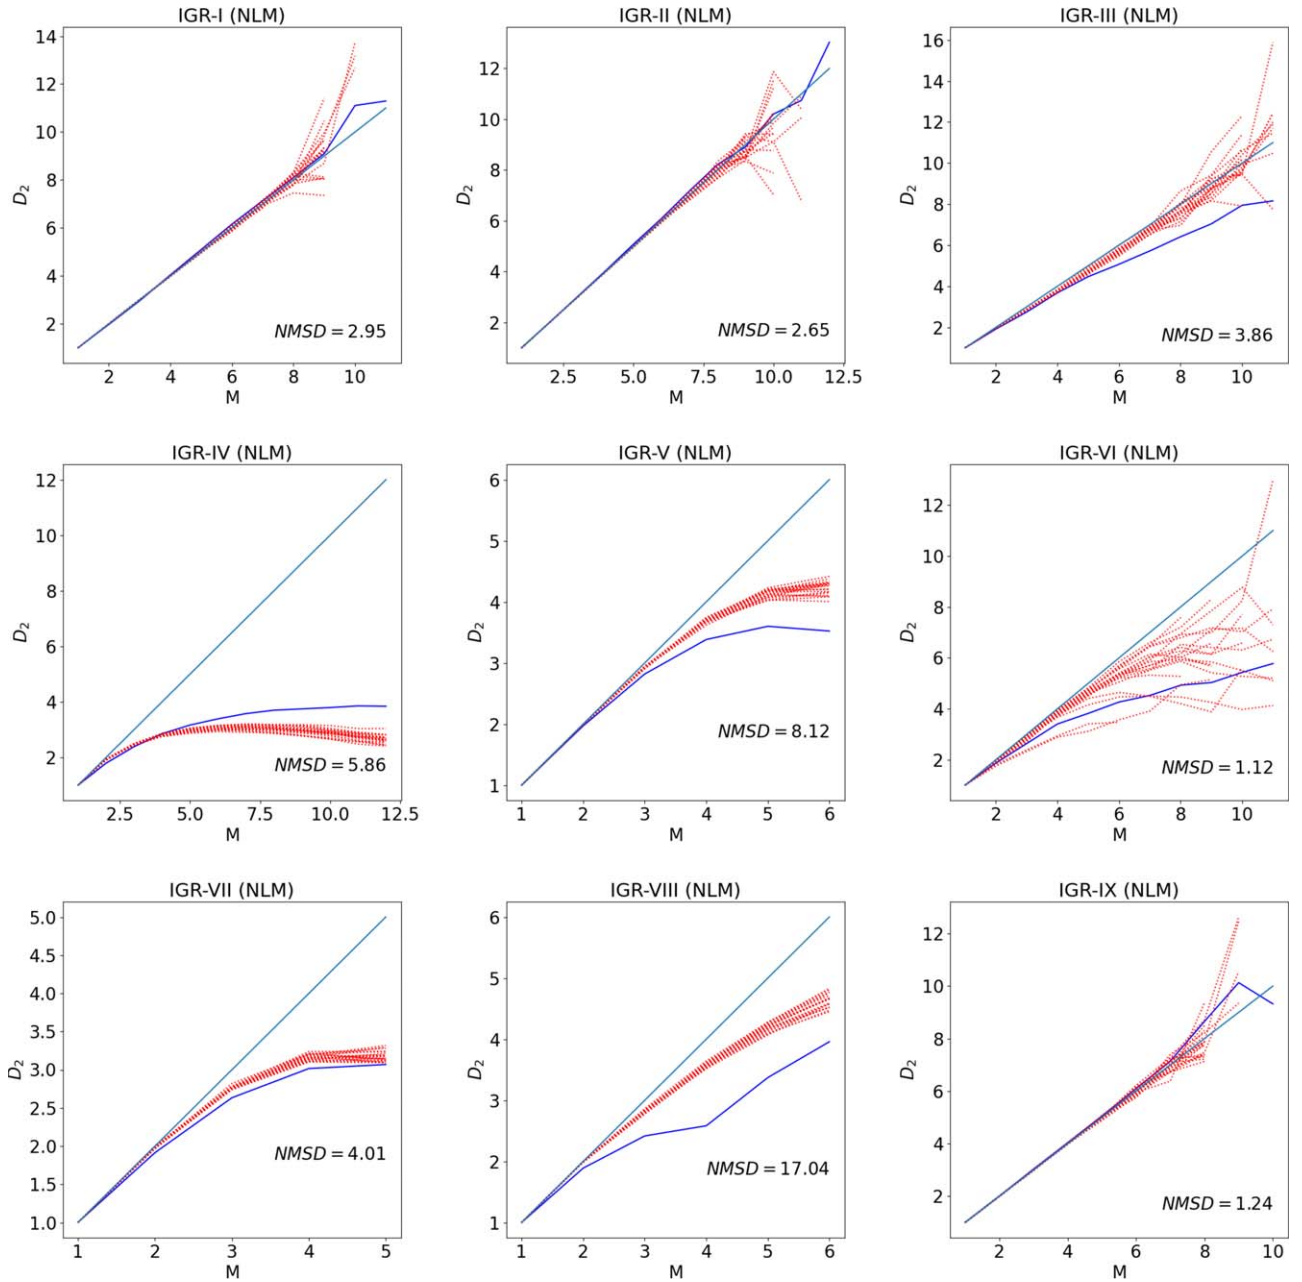 IGR-I (NLM)
14
12
10
8
6
4
2
D₂
NMSD = 2.95
2 4 6 8 10
M
IGR-II (NLM)
12
10
8
6
4
2
D₂
NMSD = 2.65
2.5 5.0 7.5 10.0 12.5
M
IGR-III (NLM)
16
14
12
10
8
6
4
2
D₂
NMSD = 3.86
2 4 6 8 10
M
IGR-IV (NLM)
12
10
8
6
4
2
D₂
NMSD = 5.86
2.5 5.0 7.5 10.0 12.5
M
IGR-V (NLM)
6
5
4
3
2
1
D₂
NMSD = 8.12
1 2 3 4 5 6
M
IGR-VI (NLM)
12
10
8
6
4
2
D₂
NMSD = 1.12
2 4 6 8 10
M
IGR-VII (NLM)
5.0
4.5
4.0
3.5
3.0
2.5
2.0
1.5
1.0
D₂
NMSD = 4.01
1 2 3 4 5
M
IGR-VIII (NLM)
6
5
4
3
2
1
D₂
NMSD = 17.04
1 2 3 4 5 6
M
IGR-IX (NLM)
12
10
8
6
4
2
D₂
NMSD = 1.24
2 4 6 8 10
M